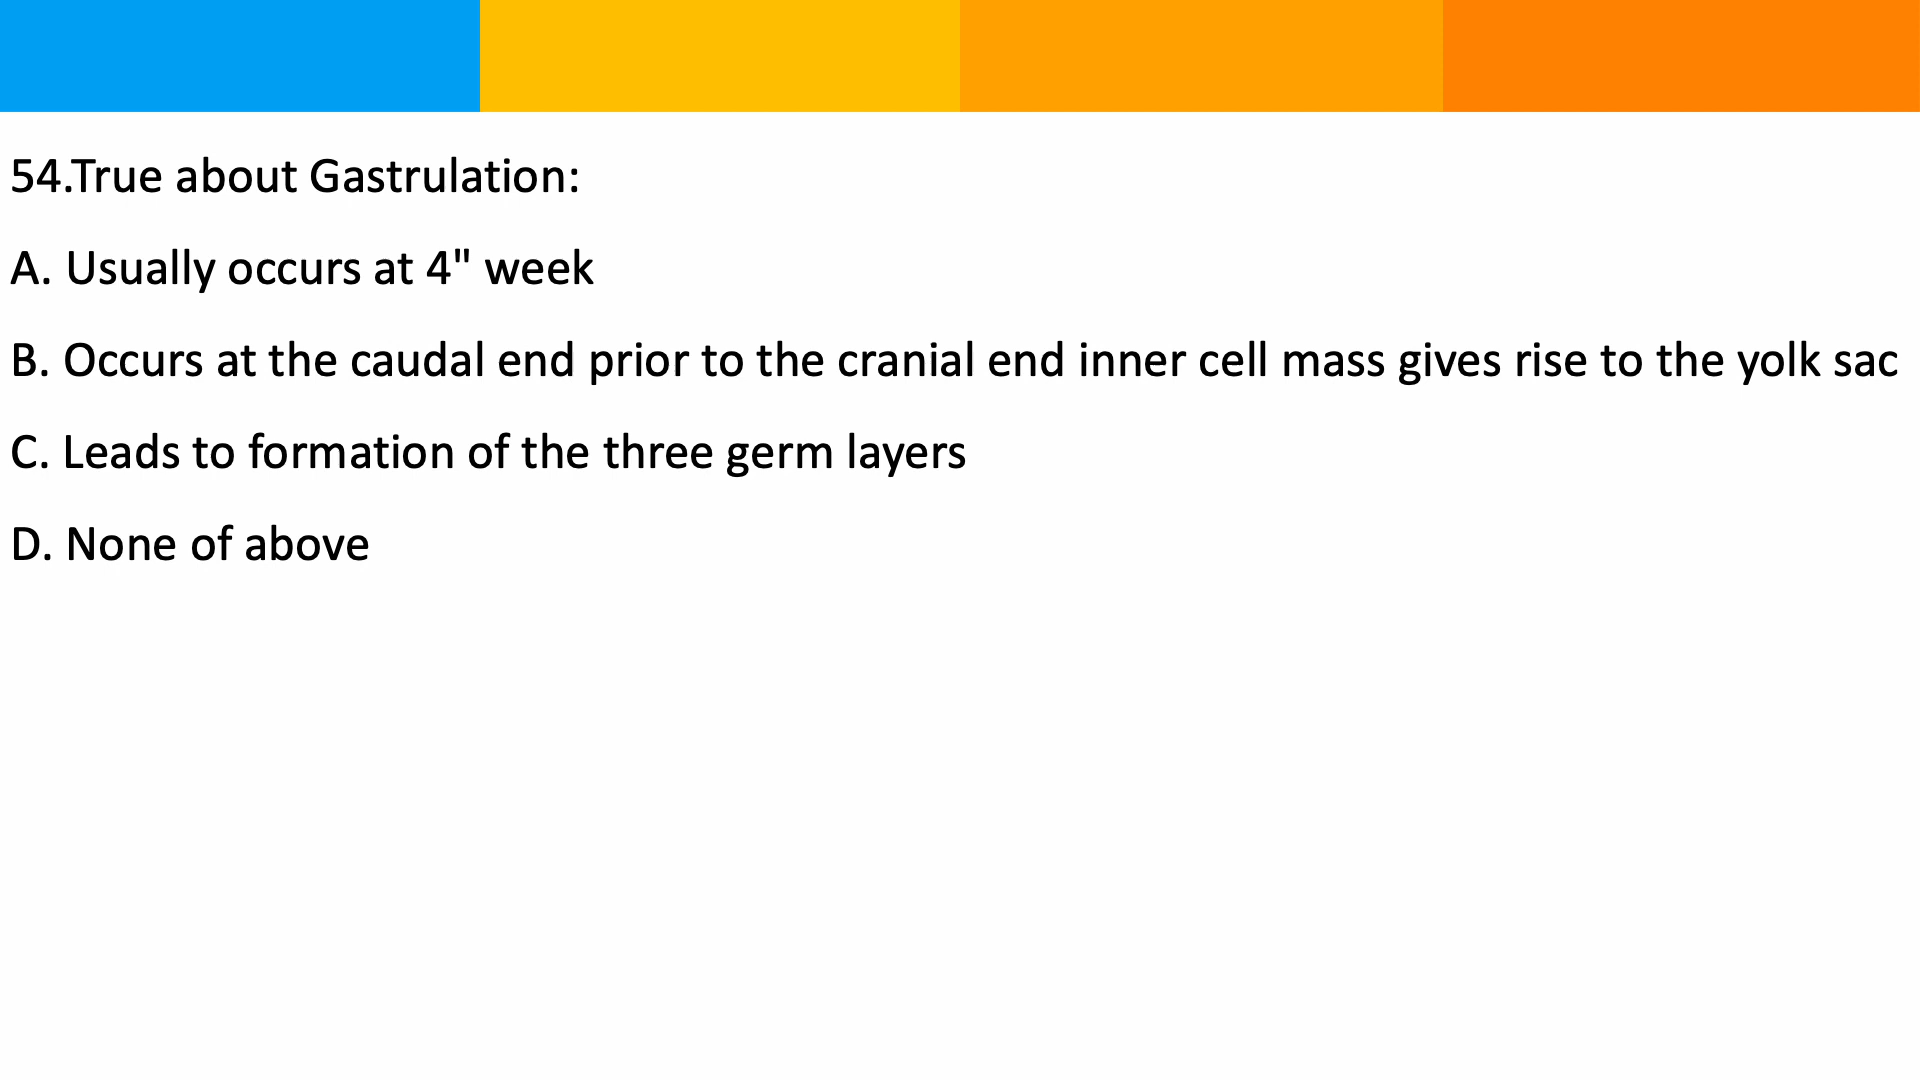 54.True about Gastrulation:
A. Usually occurs at 4" week
B. Occurs at the caudal end prior to the cranial end inner cell mass gives rise to the yolk sac
C. Leads to formation of the three germ layers
D. None of above